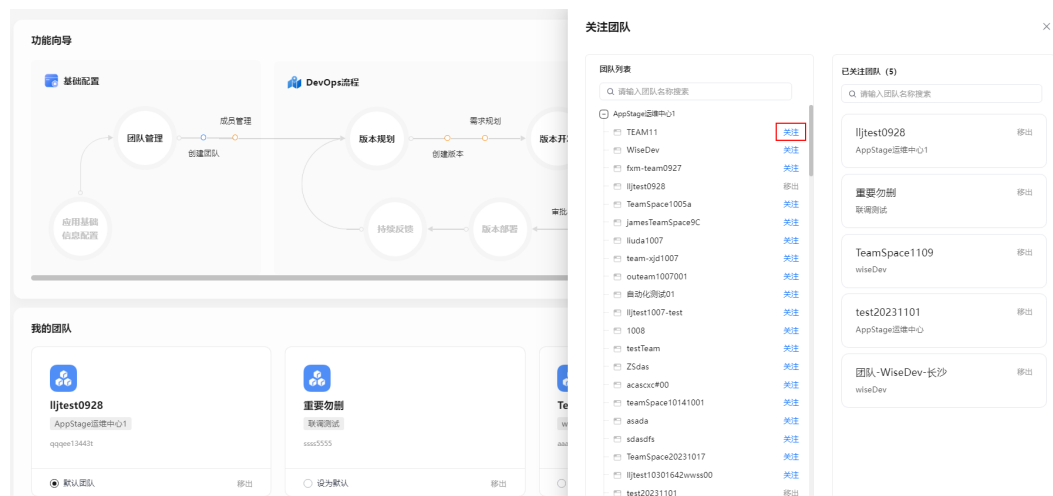 功能向导
基础配置
DevOps流程
成员管理
团队管理
创建团队
需求规划
版本规划
创建版本
版本开
应用基础
信息配置
持续反馈
版本部署
审批
我的团队
lljtest0928
AppStage运维中心1
qqqee13443t
默认团队
移出
重要勿删
联调测试
ssss5555
设为默认
移出
Te
w
aaa
关注团队
团队列表
请输入团队名称搜索
AppStage运维中心1
TEAM11 关注
WiseDev 关注
fxm-team0927 关注
lljtest0928 移出
TeamSpace1005a 关注
jamesTeamSpace9C 关注
liuda1007 关注
team-xjd1007 关注
outeam1007001 关注
自动化测试01 关注
lljtest1007-test 关注
1008 关注
testTeam 关注
ZSdas 关注
acascxc#00 关注
teamSpace10141001 关注
asada 关注
sdasdfs 关注
TeamSpace20231017 关注
lljtest10301642wwss00 关注
test20231101 移出
已关注团队（5）
请输入团队名称搜索
lljtest0928 移出
AppStage运维中心1
重要勿删 移出
联调测试
TeamSpace1109 移出
wiseDev
test20231101 移出
AppStage运维中心
团队-WiseDev-长沙 移出
wiseDev